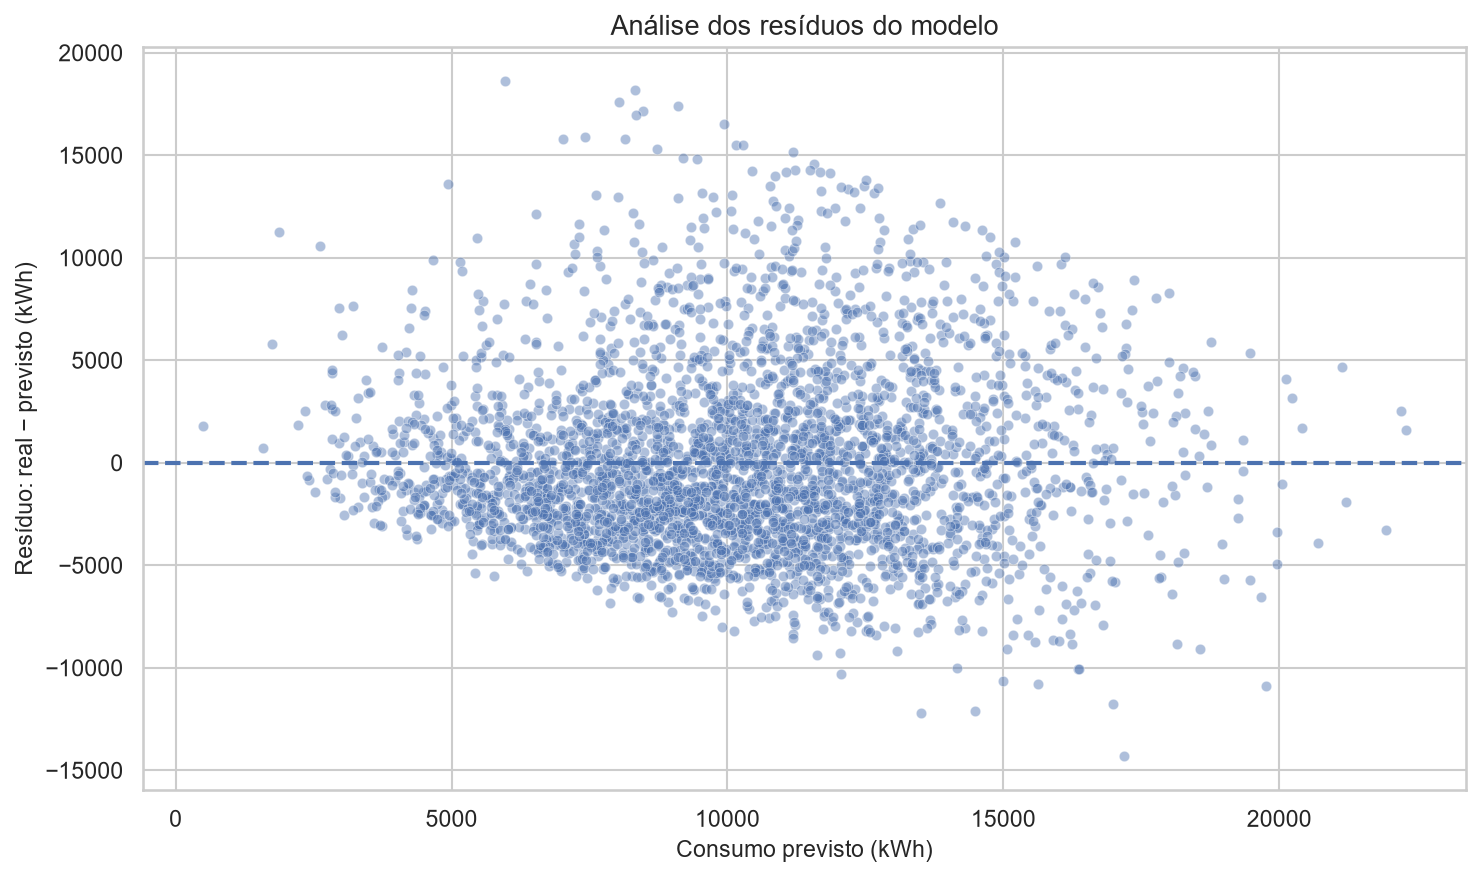 Análise dos resíduos do modelo
20000
15000
10000
5000
0
−5000
−10000
−15000
Resíduo: real − previsto (kWh)
0 5000 10000 15000 20000
Consumo previsto (kWh)